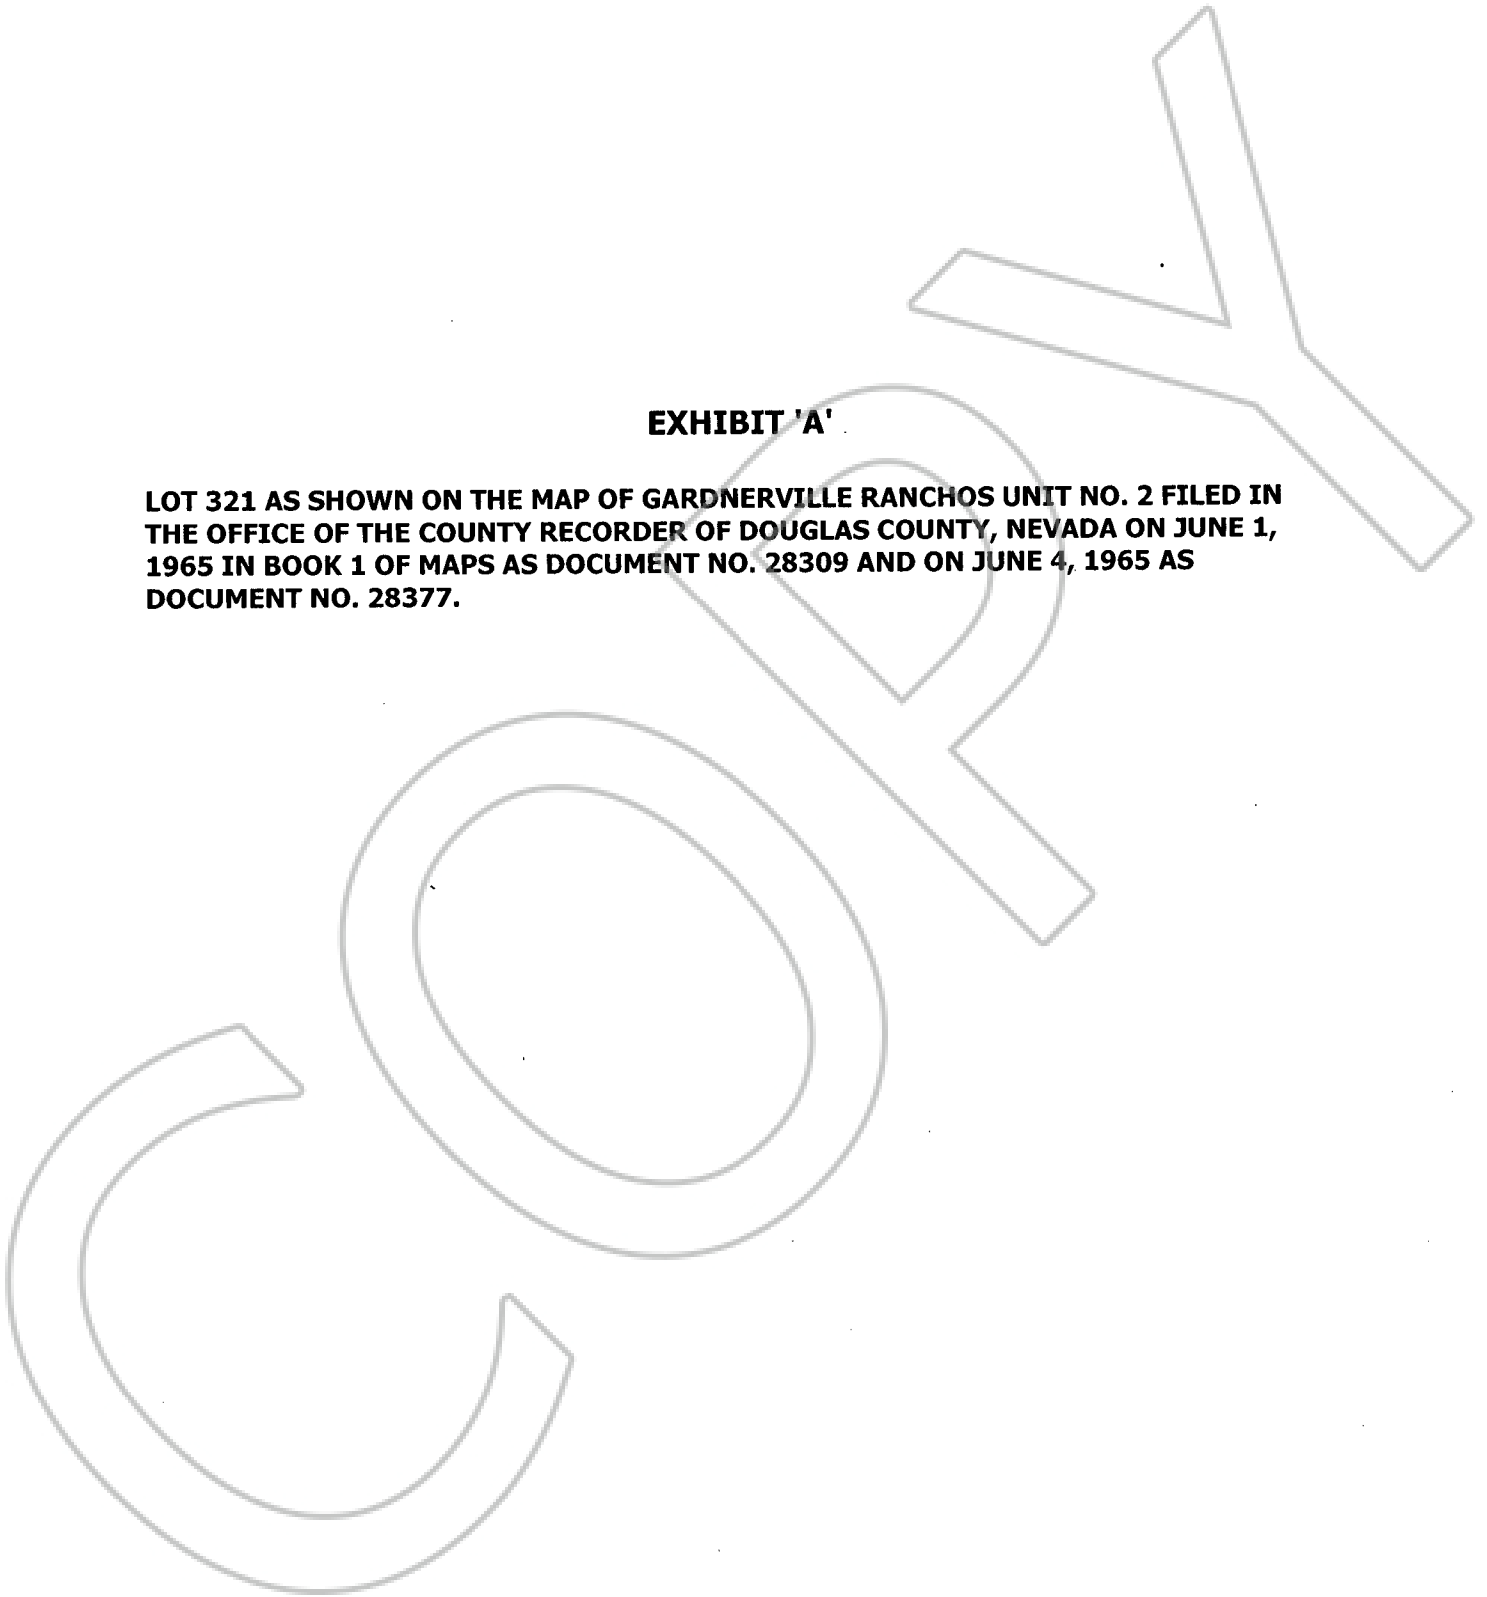 EXHIBIT 'A'
LOT 321 AS SHOWN ON THE MAP OF GARDNERVILLE RANCHOS UNIT NO. 2 FILED IN
THE OFFICE OF THE COUNTY RECORDER OF DOUGLAS COUNTY, NEVADA ON JUNE 1,
1965 IN BOOK 1 OF MAPS AS DOCUMENT NO. 28309 AND ON JUNE 4, 1965 AS
DOCUMENT NO. 28377.
COPY